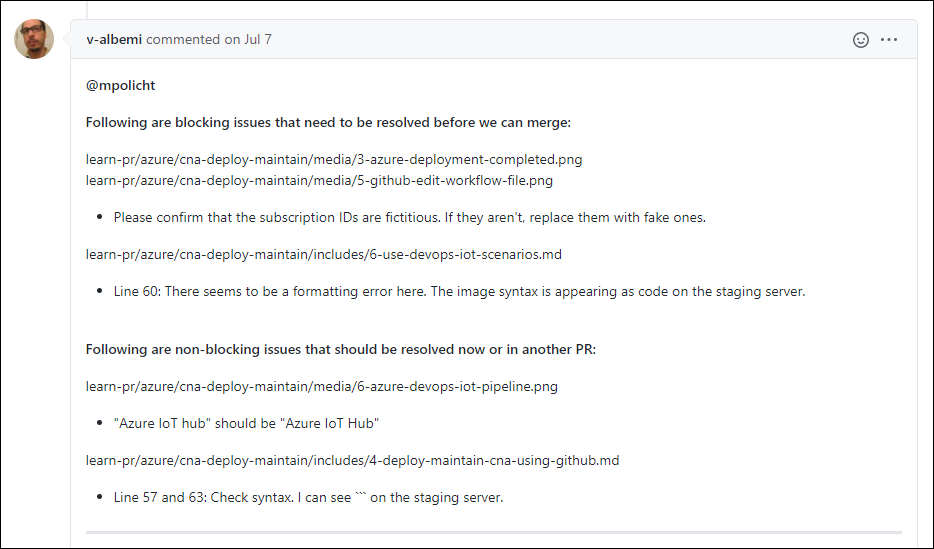 v-albemi commented on Jul 7
@mpolicht
Following are blocking issues that need to be resolved before we can merge:
learn-pr/azure/cna-deploy-maintain/media/3-azure-deployment-completed.png
learn-pr/azure/cna-deploy-maintain/media/5-github-edit-workflow-file.png
• Please confirm that the subscription IDs are fictitious. If they aren't, replace them with fake ones.
learn-pr/azure/cna-deploy-maintain/includes/6-use-devops-iot-scenarios.md
• Line 60: There seems to be a formatting error here. The image syntax is appearing as code on the staging server.
Following are non-blocking issues that should be resolved now or in another PR:
learn-pr/azure/cna-deploy-maintain/media/6-azure-devops-iot-pipeline.png
• "Azure IoT hub" should be "Azure IoT Hub"
learn-pr/azure/cna-deploy-maintain/includes/4-deploy-maintain-cna-using-github.md
• Line 57 and 63: Check syntax. I can see ``` on the staging server.